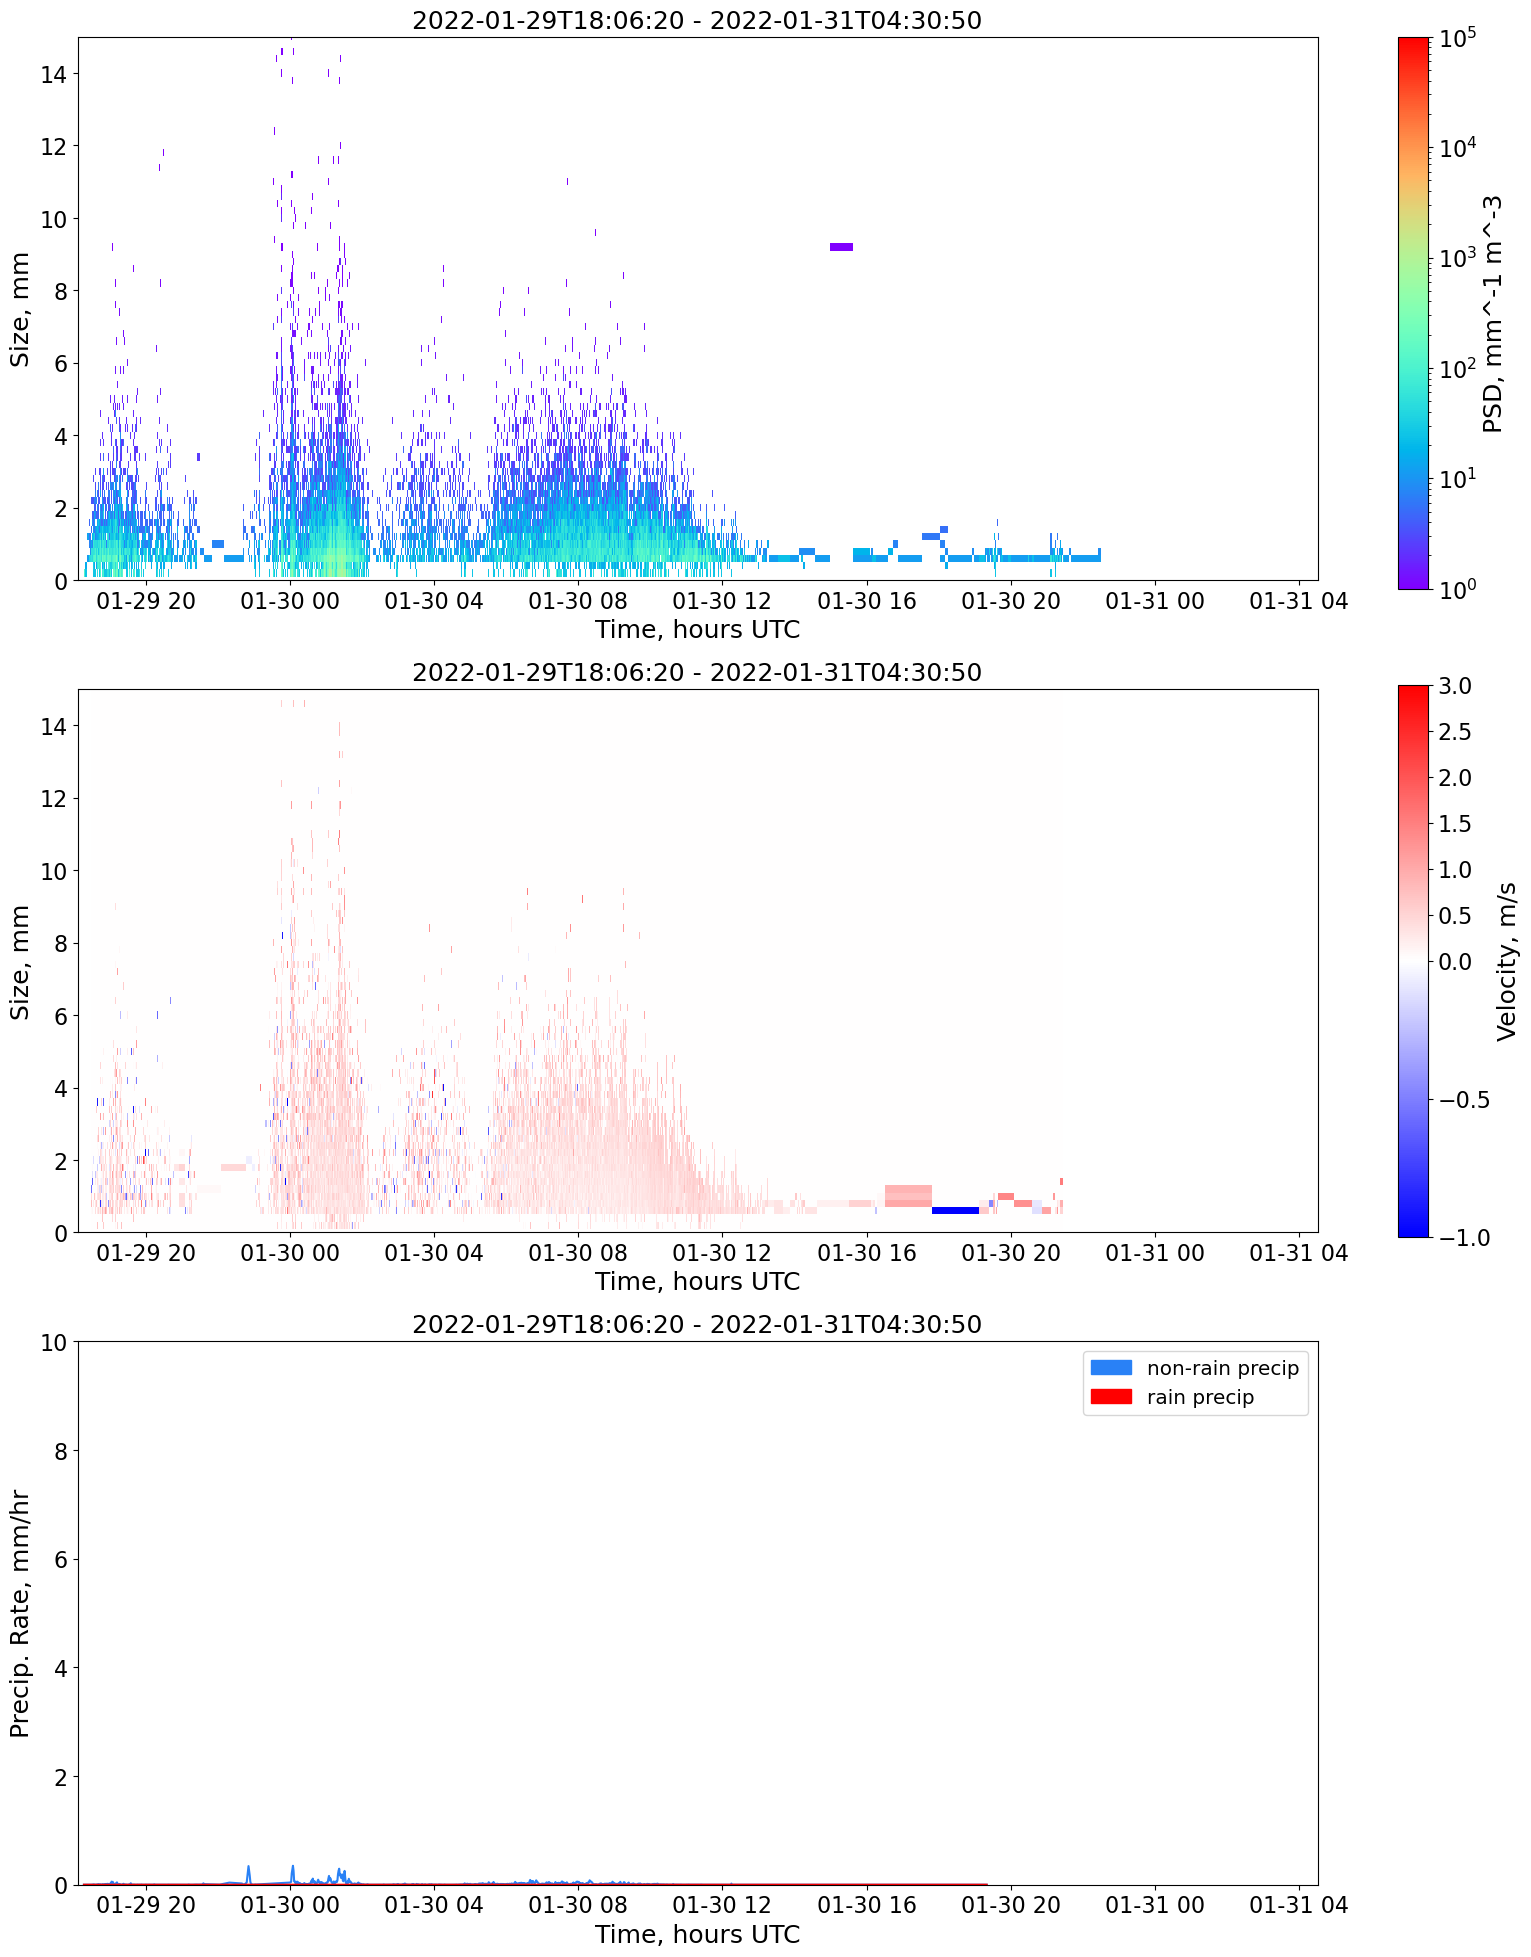 2022-01-29T18:06:20 - 2022-01-31T04:30:50
Size, mm
14
12
10
8
6
4
2
0
01-29 20 01-30 00 01-30 04 01-30 08 01-30 12 01-30 16 01-30 20 01-31 00 01-31 04
Time, hours UTC
10^5
10^4
10^3
10^2
10^1
10^0
PSD, mm^-1 m^-3
2022-01-29T18:06:20 - 2022-01-31T04:30:50
Size, mm
14
12
10
8
6
4
2
0
01-29 20 01-30 00 01-30 04 01-30 08 01-30 12 01-30 16 01-30 20 01-31 00 01-31 04
Time, hours UTC
3.0
2.5
2.0
1.5
1.0
0.5
0.0
−0.5
−1.0
Velocity, m/s
2022-01-29T18:06:20 - 2022-01-31T04:30:50
Precip. Rate, mm/hr
10
8
6
4
2
0
non-rain precip
rain precip
01-29 20 01-30 00 01-30 04 01-30 08 01-30 12 01-30 16 01-30 20 01-31 00 01-31 04
Time, hours UTC